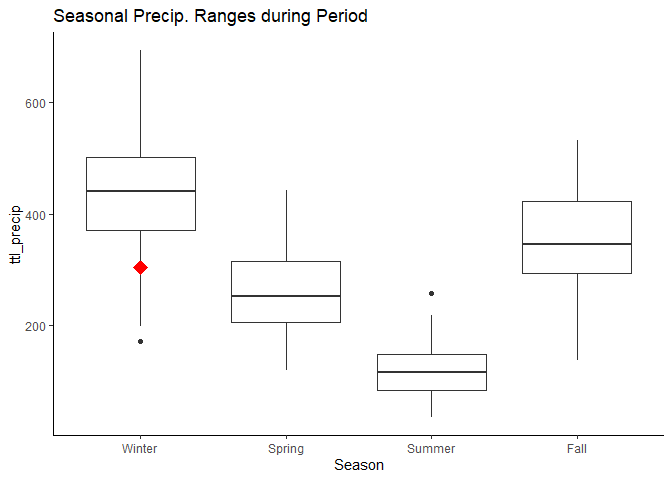 Seasonal Precip. Ranges during Period
ttl_precip
600
400
200
Winter Spring Summer Fall
Season